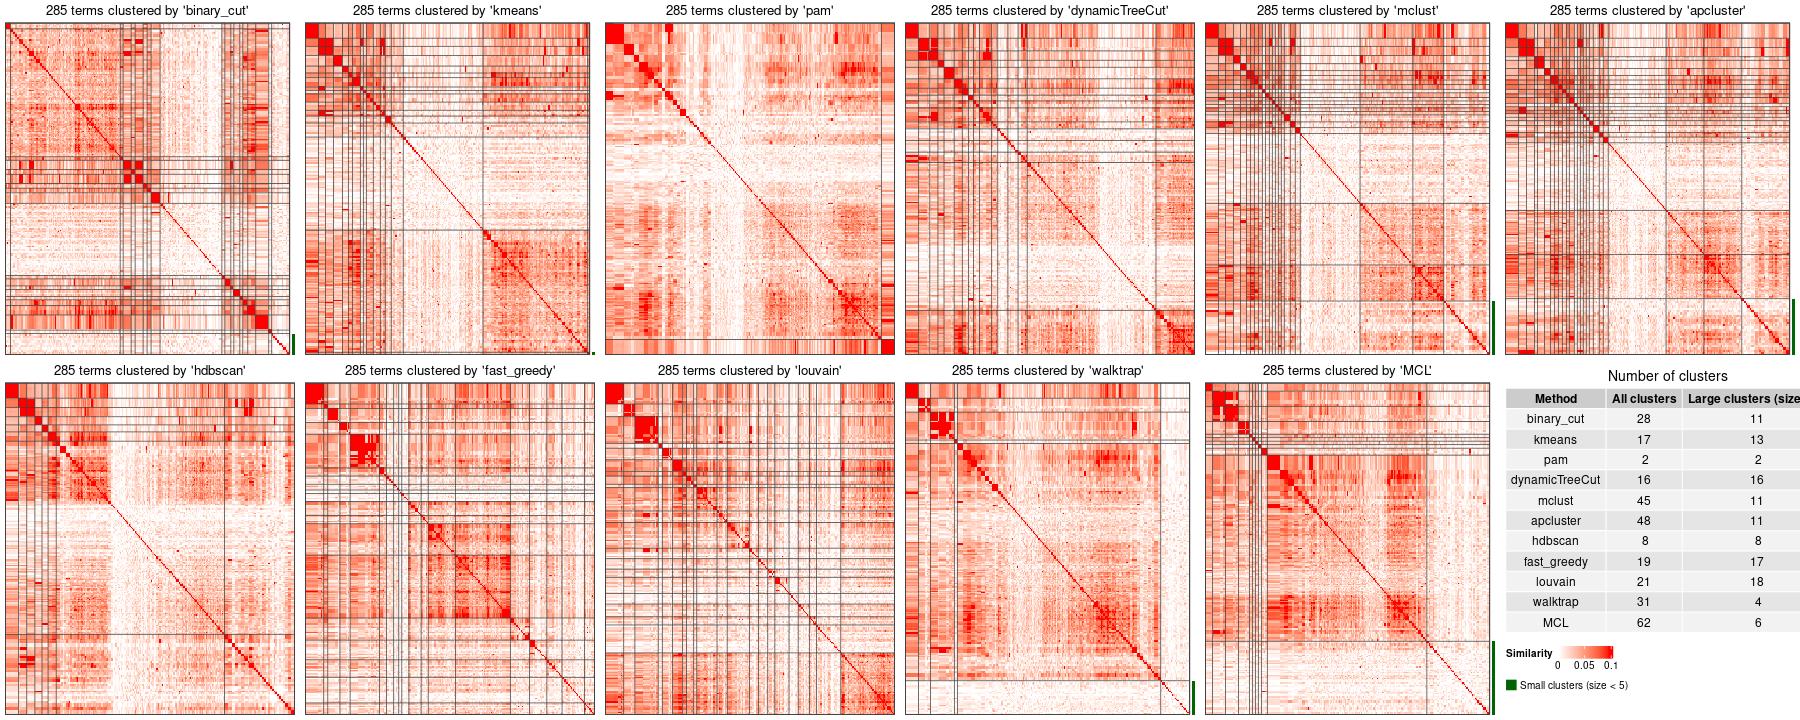 285 terms clustered by 'binary_cut'
285 terms clustered by 'kmeans'
285 terms clustered by 'pam'
285 terms clustered by 'dynamicTreeCut'
285 terms clustered by 'mclust'
285 terms clustered by 'apcluster'
285 terms clustered by 'hdbscan'
285 terms clustered by 'fast_greedy'
285 terms clustered by 'louvain'
285 terms clustered by 'walktrap'
285 terms clustered by 'MCL'
Number of clusters
Method All clusters Large clusters (size
binary_cut 28 11
kmeans 17 13
pam 2 2
dynamicTreeCut 16 16
mclust 45 11
apcluster 48 11
hdbscan 8 8
fast_greedy 19 17
louvain 21 18
walktrap 31 4
MCL 62 6
Similarity
0 0.05 0.1
Small clusters (size < 5)